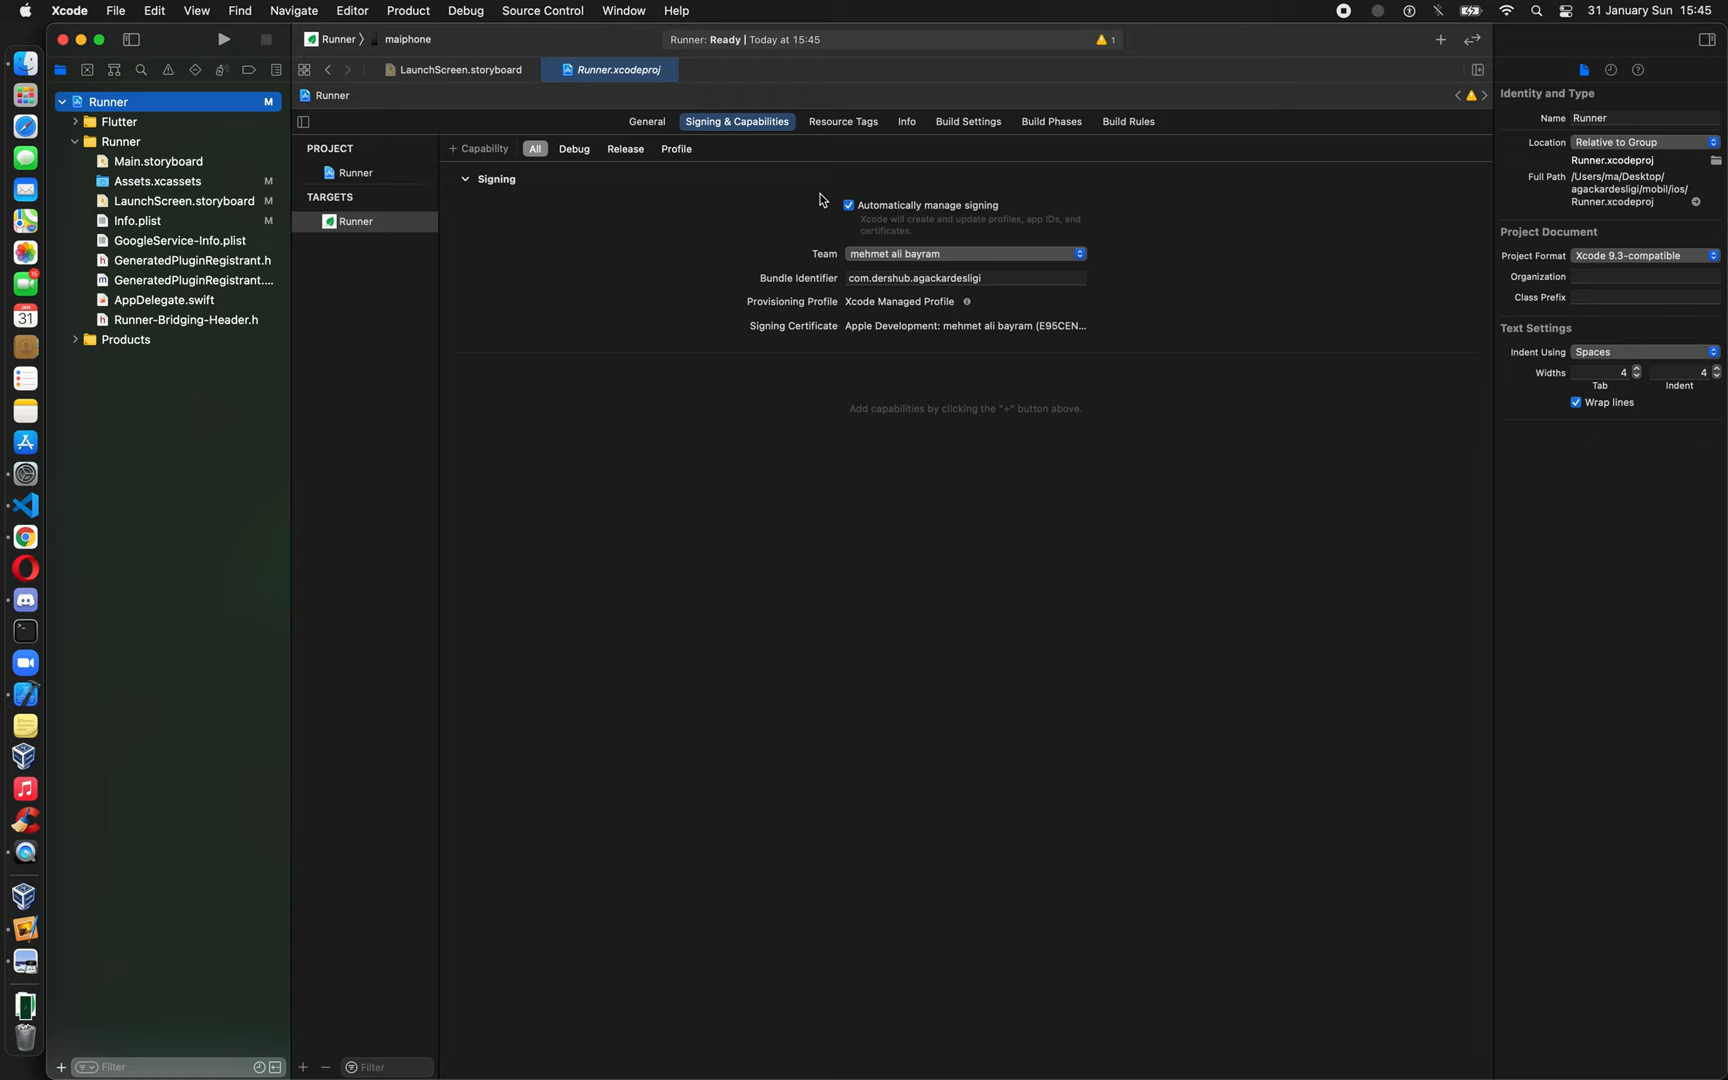 Xcode File Edit View Find Navigate Editor Product Debug Source Control Window Help 31 January Sun 15:45
Runner maiphone Runner: Ready | Today at 15:45 1
LaunchScreen.storyboard Runner.xcodeproj
Runner M
Flutter
Runner
Main.storyboard
Assets.xcassets M
LaunchScreen.storyboard M
Info.plist M
GoogleService-Info.plist
GeneratedPluginRegistrant.h
GeneratedPluginRegistrant....
AppDelegate.swift
Runner-Bridging-Header.h
Products
Filter
Runner
General Signing & Capabilities Resource Tags Info Build Settings Build Phases Build Rules
PROJECT
Runner
TARGETS
Runner
Filter
+ Capability All Debug Release Profile
Signing
Automatically manage signing
Xcode will create and update profiles, app IDs, and
certificates.
Team mehmet ali bayram
Bundle Identifier com.dershub.agackardesligi
Provisioning Profile Xcode Managed Profile
Signing Certificate Apple Development: mehmet ali bayram (E95CEN...
Add capabilities by clicking the "+" button above.
Identity and Type
Name Runner
Location Relative to Group
Runner.xcodeproj
Full Path /Users/ma/Desktop/
agackardesligi/mobil/ios/
Runner.xcodeproj
Project Document
Project Format Xcode 9.3-compatible
Organization
Class Prefix
Text Settings
Indent Using Spaces
Widths 4 4
Tab Indent
Wrap lines
JAN
31